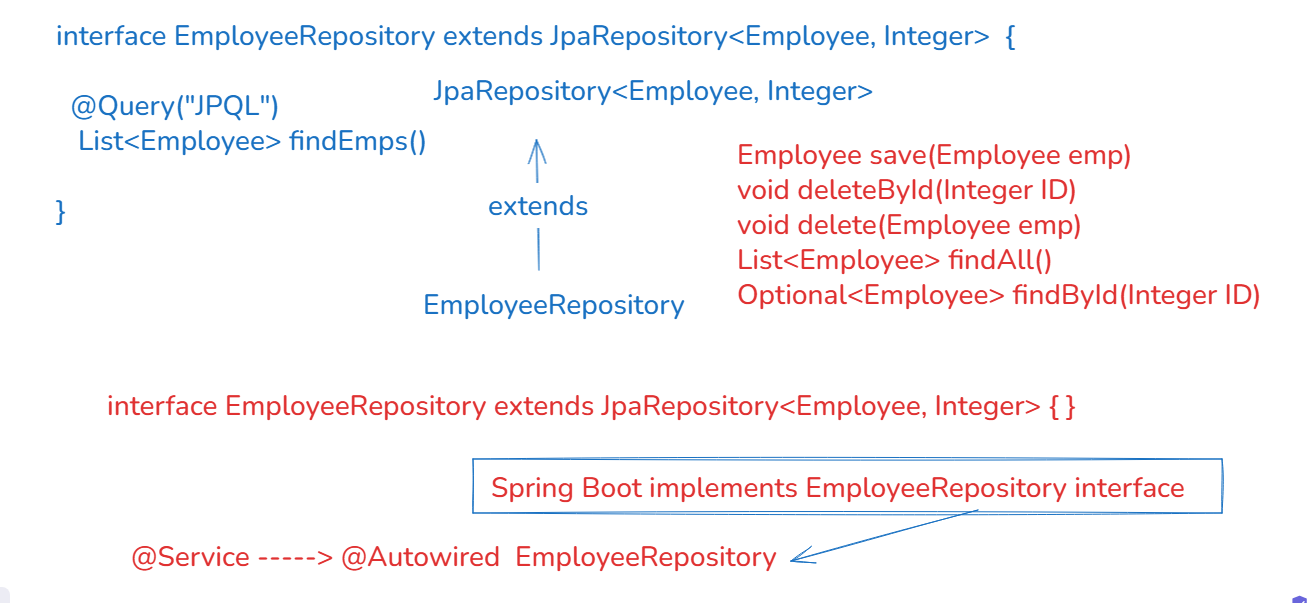 interface EmployeeRepository extends JpaRepository<Employee, Integer> {
@Query("JPQL")
List<Employee> findEmps()
}
JpaRepository<Employee, Integer>
extends
EmployeeRepository
Employee save(Employee emp)
void deleteById(Integer ID)
void delete(Employee emp)
List<Employee> findAll()
Optional<Employee> findById(Integer ID)
interface EmployeeRepository extends JpaRepository<Employee, Integer> { }
Spring Boot implements EmployeeRepository interface
@Service -----> @Autowired EmployeeRepository